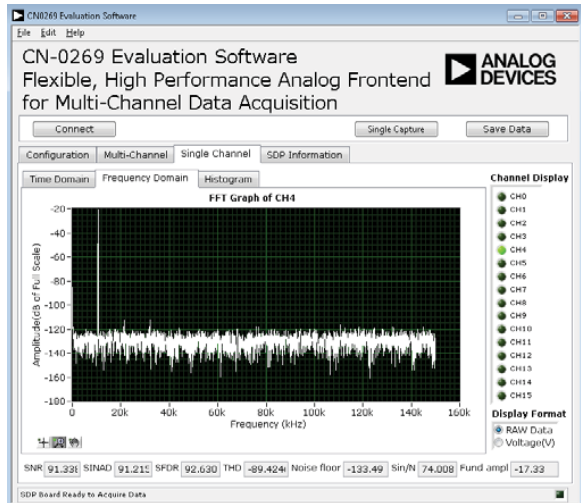 CN0269 Evaluation Software
File Edit Help
CN-0269 Evaluation Software
Flexible, High Performance Analog Frontend
for Multi-Channel Data Acquisition
ANALOG
DEVICES
Connect
Single Capture
Save Data
Configuration Multi-Channel Single Channel SDP Information
Time Domain Frequency Domain Histogram
Channel Display
FFT Graph of CH4
Amplitude(dB of Full Scale)
-20
-40
-60
-80
-100
-120
-140
-160
-180
0 20k 40k 60k 80k 100k 120k 140k 160k
Frequency (kHz)
CH0
CH1
CH2
CH3
CH4
CH5
CH6
CH7
CH8
CH9
CH10
CH11
CH12
CH13
CH14
CH15
Display Format
RAW Data
Voltage(V)
SNR 91.338 SINAD 91.215 SFDR 92.630 THD -89.424 Noise floor -133.49 Sin/N 74.008 Fund ampl -17.33
SDP Board Ready to Acquire Data